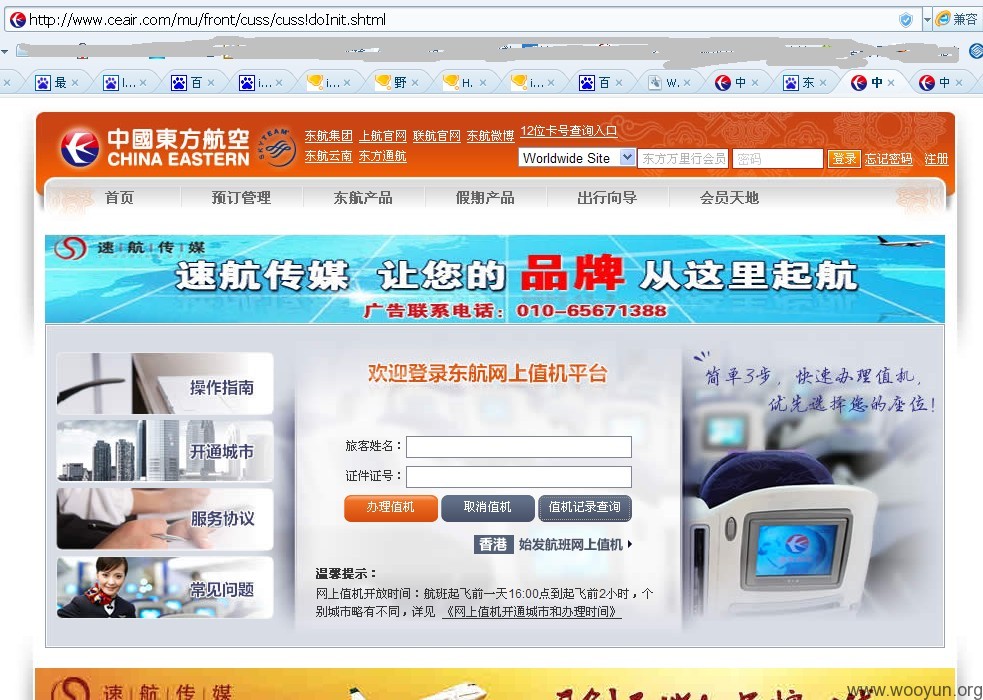 http://www.ceair.com/mu/front/cuss/cuss!doInit.shtml
兼容
最... I... 百 i... i... 野 H. i... 百 W. 中 东 中 中
中國東方航空
CHINA EASTERN
SKYTEAM
东航集团 上航官网 联航官网 东航微博 12位卡号查询入口
东航云南 东方通航
Worldwide Site 东方万里行会员 密码 登录 忘记密码 注册
首页 预订管理 东航产品 假期产品 出行向导 会员天地
速|航|传|媒
速航传媒 让您的 品牌 从这里起航
广告联系电话：010-65671388
操作指南
开通城市
服务协议
常见问题
欢迎登录东航网上值机平台
旅客姓名：
证件证号：
办理值机 取消值机 值机记录查询
香港 始发航班网上值机
温馨提示：
网上值机开放时间：航班起飞前一天16:00点到起飞前2小时，个
别城市略有不同，详见 《网上值机开通城市和办理时间》
简单3步，快速办理值机，
优先选择您的座位！
速|航|传|媒
www.wooyun.org